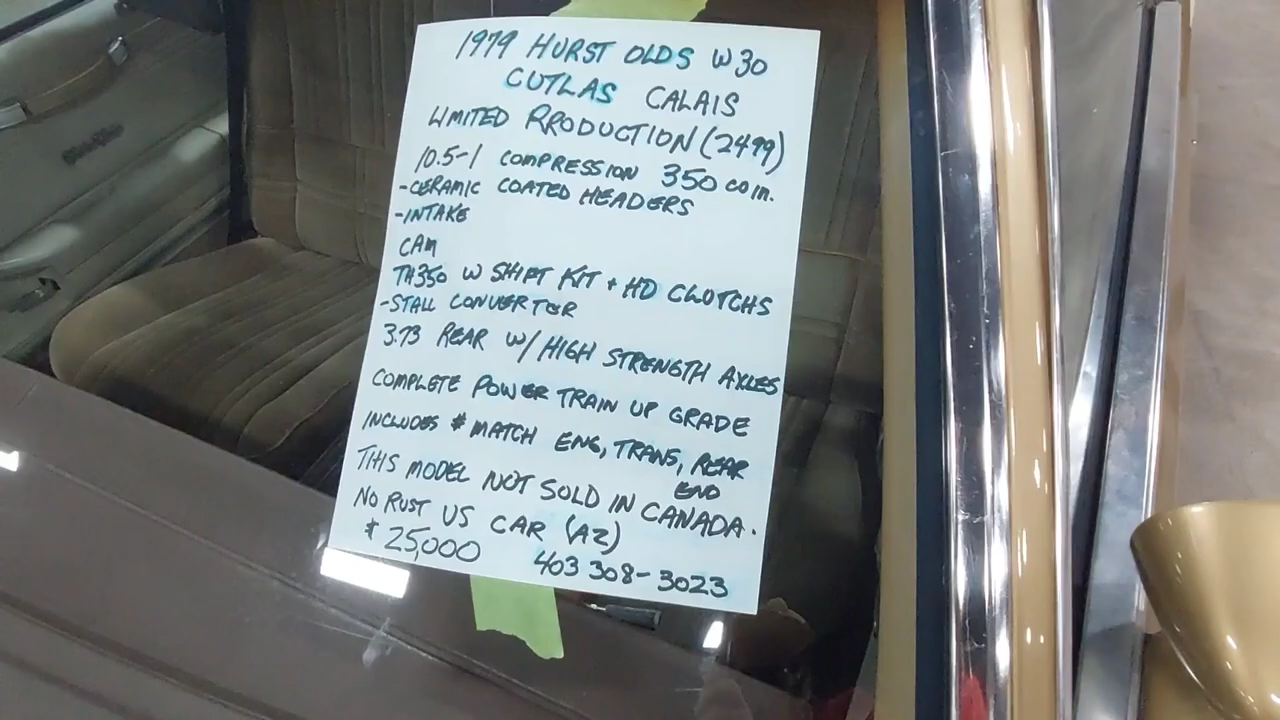 1979 HURST OLDS W30
CUTLAS CALAIS
LIMITED PRODUCTION (2499)
10.5-1 COMPRESSION 350 CU IN.
-CERAMIC COATED HEADERS
-INTAKE
CAM
TH350 W SHIFT KIT + HD CLUTCHS
-STALL CONVERTER
3.73 REAR W/ HIGH STRENGTH AXLES
COMPLETE POWER TRAIN UP GRADE
INCLUDES # MATCH ENG, TRANS, REAR
END
THIS MODEL NOT SOLD IN CANADA.
NO RUST US CAR (AZ)
$25,000 403 308-3023